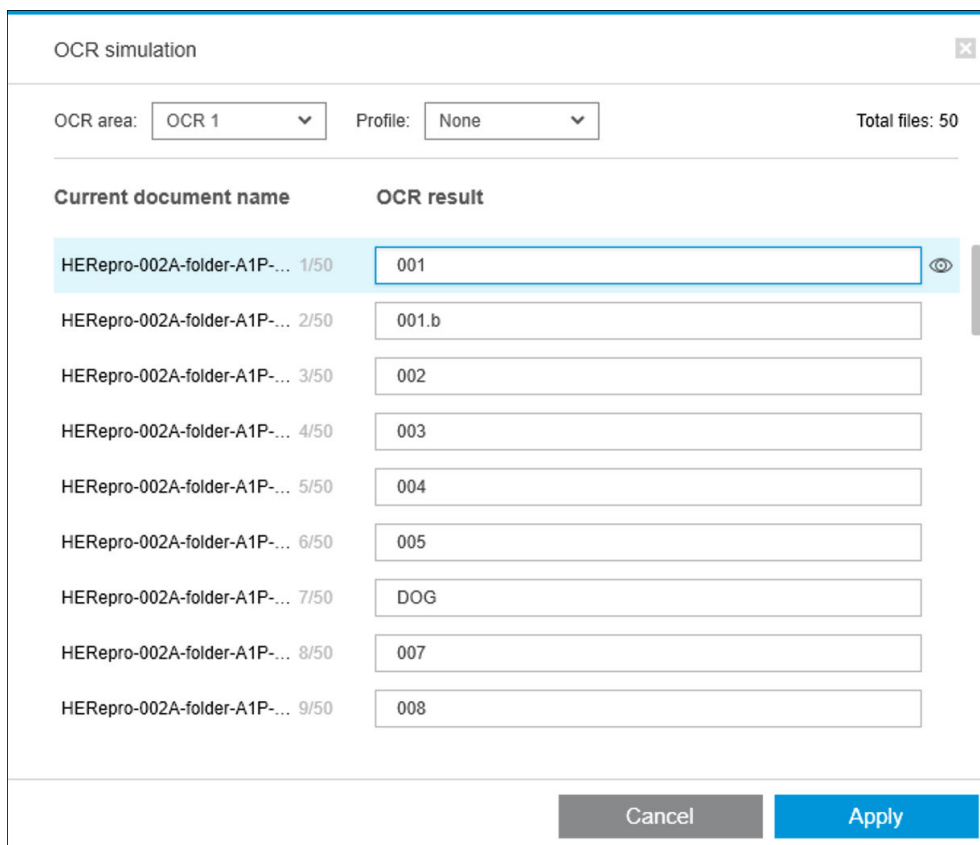 OCR simulation
OCR area: OCR 1 Profile: None Total files: 50
Current document name OCR result
HERepro-002A-folder-A1P-... 1/50 001
HERepro-002A-folder-A1P-... 2/50 001.b
HERepro-002A-folder-A1P-... 3/50 002
HERepro-002A-folder-A1P-... 4/50 003
HERepro-002A-folder-A1P-... 5/50 004
HERepro-002A-folder-A1P-... 6/50 005
HERepro-002A-folder-A1P-... 7/50 DOG
HERepro-002A-folder-A1P-... 8/50 007
HERepro-002A-folder-A1P-... 9/50 008
Cancel Apply